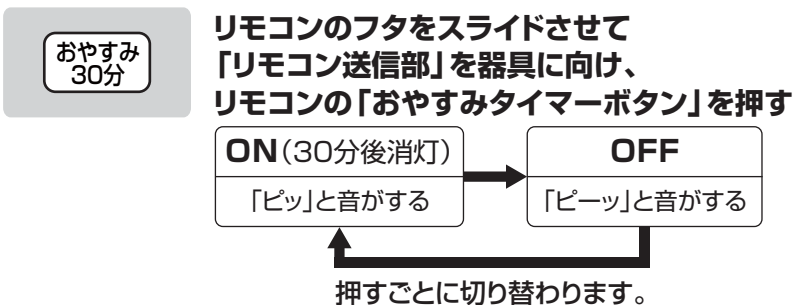 おやすみ
30分
リモコンのフタをスライドさせて
「リモコン送信部」を器具に向け、
リモコンの「おやすみタイマーボタン」を押す
ON（30分後消灯）
OFF
「ピッ」と音がする
「ピーッ」と音がする
押すごとに切り替わります。